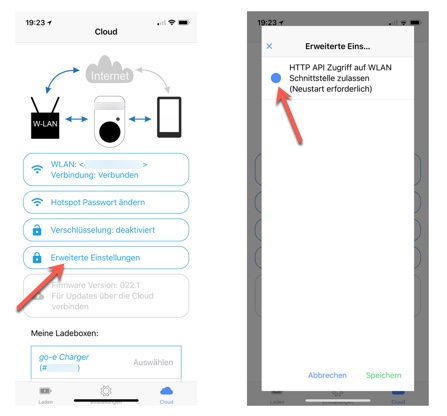 19:23
Cloud
Internet
W-LAN
WLAN: < >
Verbindung: Verbunden
Hotspot Passwort ändern
Verschlüsselung: deaktiviert
Erweiterte Einstellungen
Firmware Version: 022.1
Für Updates über die Cloud
verbinden
Meine Ladeboxen:
go-e Charger
(# )
Auswählen
Laden
Einstellungen
Cloud
19:23
Erweiterte Eins...
HTTP API Zugriff auf WLAN
Schnittstelle zulassen
(Neustart erforderlich)
Abbrechen
Speichern
Laden
Cloud